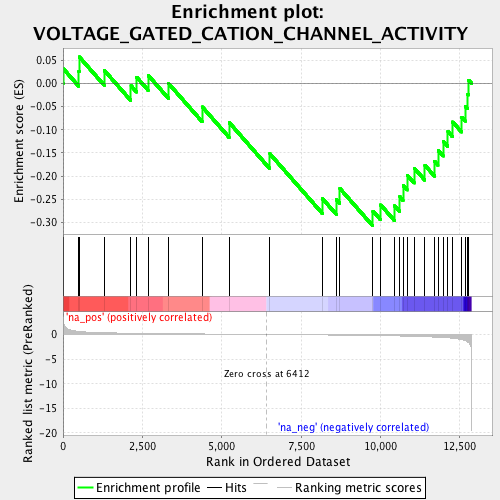 Enrichment plot:
VOLTAGE_GATED_CATION_CHANNEL_ACTIVITY
Enrichment score (ES)
0.05
0.00
-0.05
-0.10
-0.15
-0.20
-0.25
-0.30
'na_pos' (positively correlated)
Ranked list metric (PreRanked)
0
-5
-10
-15
-20
Zero cross at 6412
'na_neg' (negatively correlated)
0
2,500
5,000
7,500
10,000
12,500
Rank in Ordered Dataset
Enrichment profile
Hits
Ranking metric scores